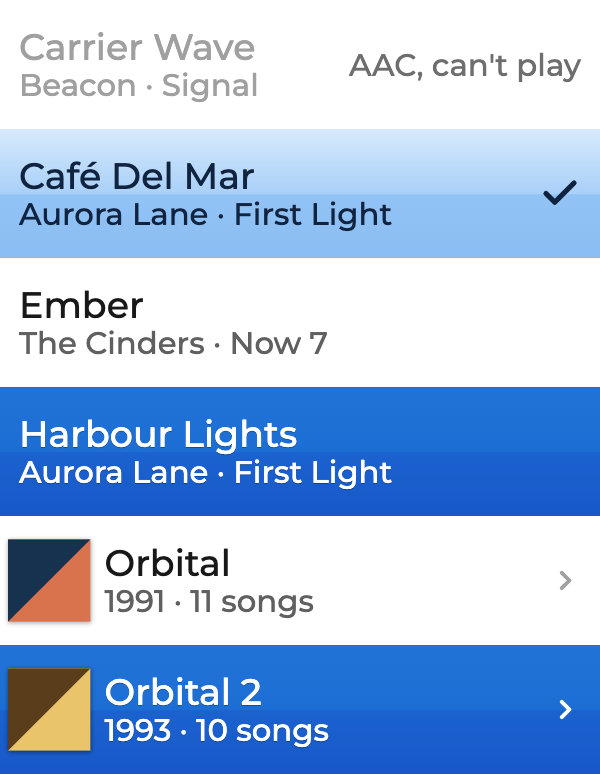 Carrier Wave
Beacon · Signal
AAC, can't play
Café Del Mar
Aurora Lane · First Light
Ember
The Cinders · Now 7
Harbour Lights
Aurora Lane · First Light
Orbital
1991 · 11 songs
Orbital 2
1993 · 10 songs